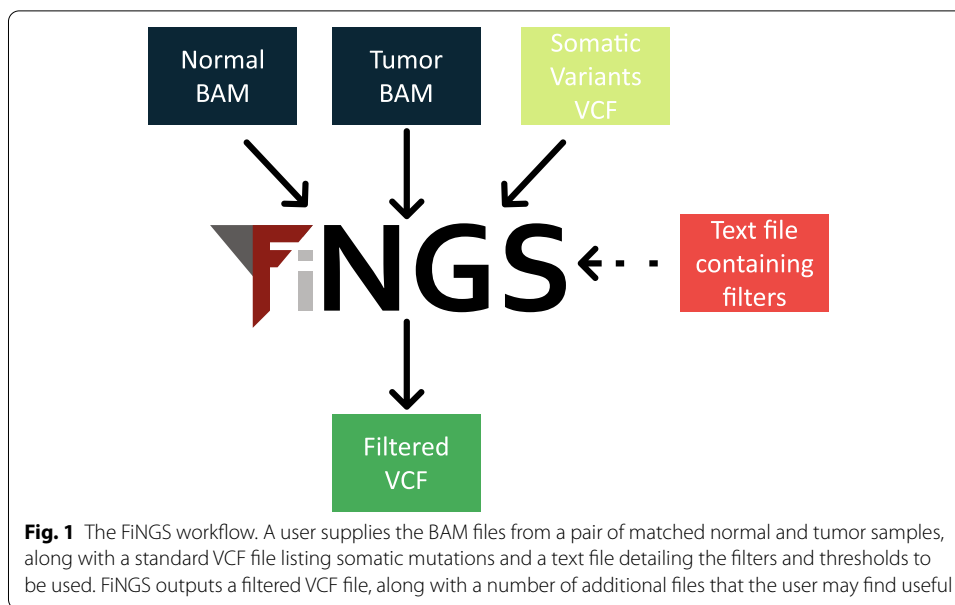 Normal
BAM
Tumor
BAM
Somatic
Variants
VCF
FiNGS
Text file
containing
filters
Filtered
VCF
Fig. 1 The FiNGS workflow. A user supplies the BAM files from a pair of matched normal and tumor samples,
along with a standard VCF file listing somatic mutations and a text file detailing the filters and thresholds to
be used. FiNGS outputs a filtered VCF file, along with a number of additional files that the user may find useful